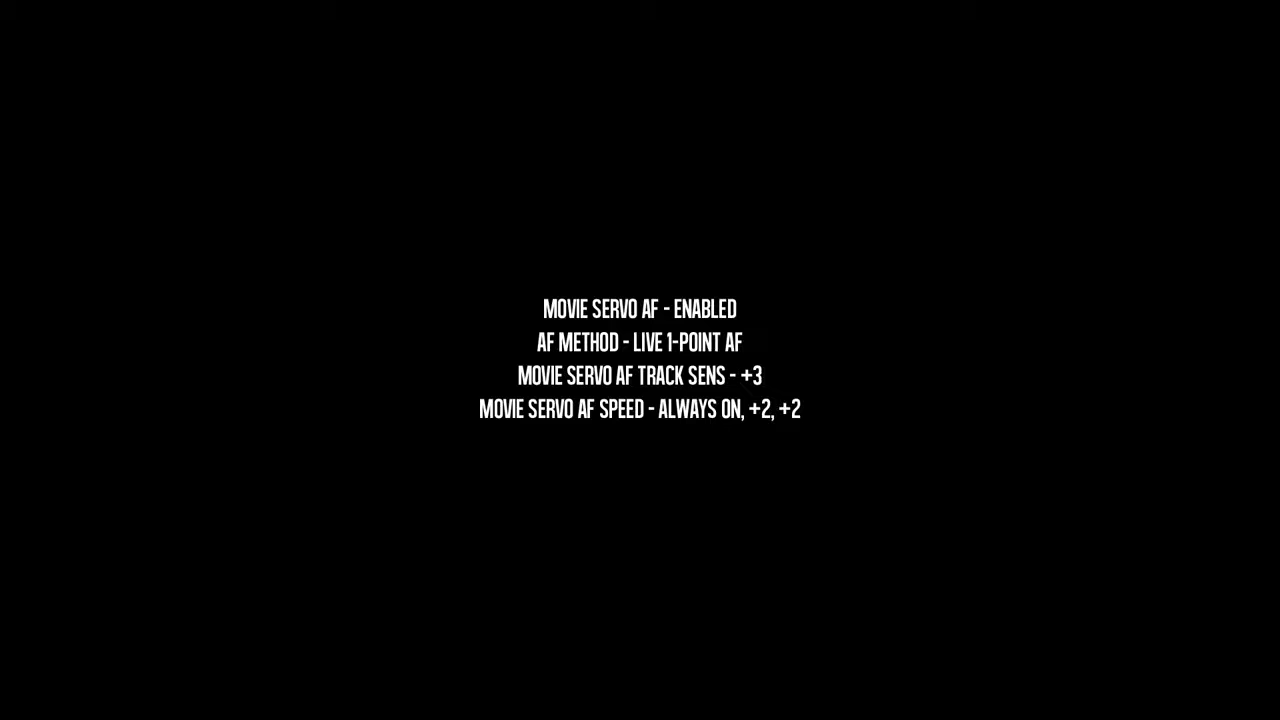 MOVIE SERVO AF - ENABLED
AF METHOD - LIVE 1-POINT AF
MOVIE SERVO AF TRACK SENS - +3
MOVIE SERVO AF SPEED - ALWAYS ON, +2, +2